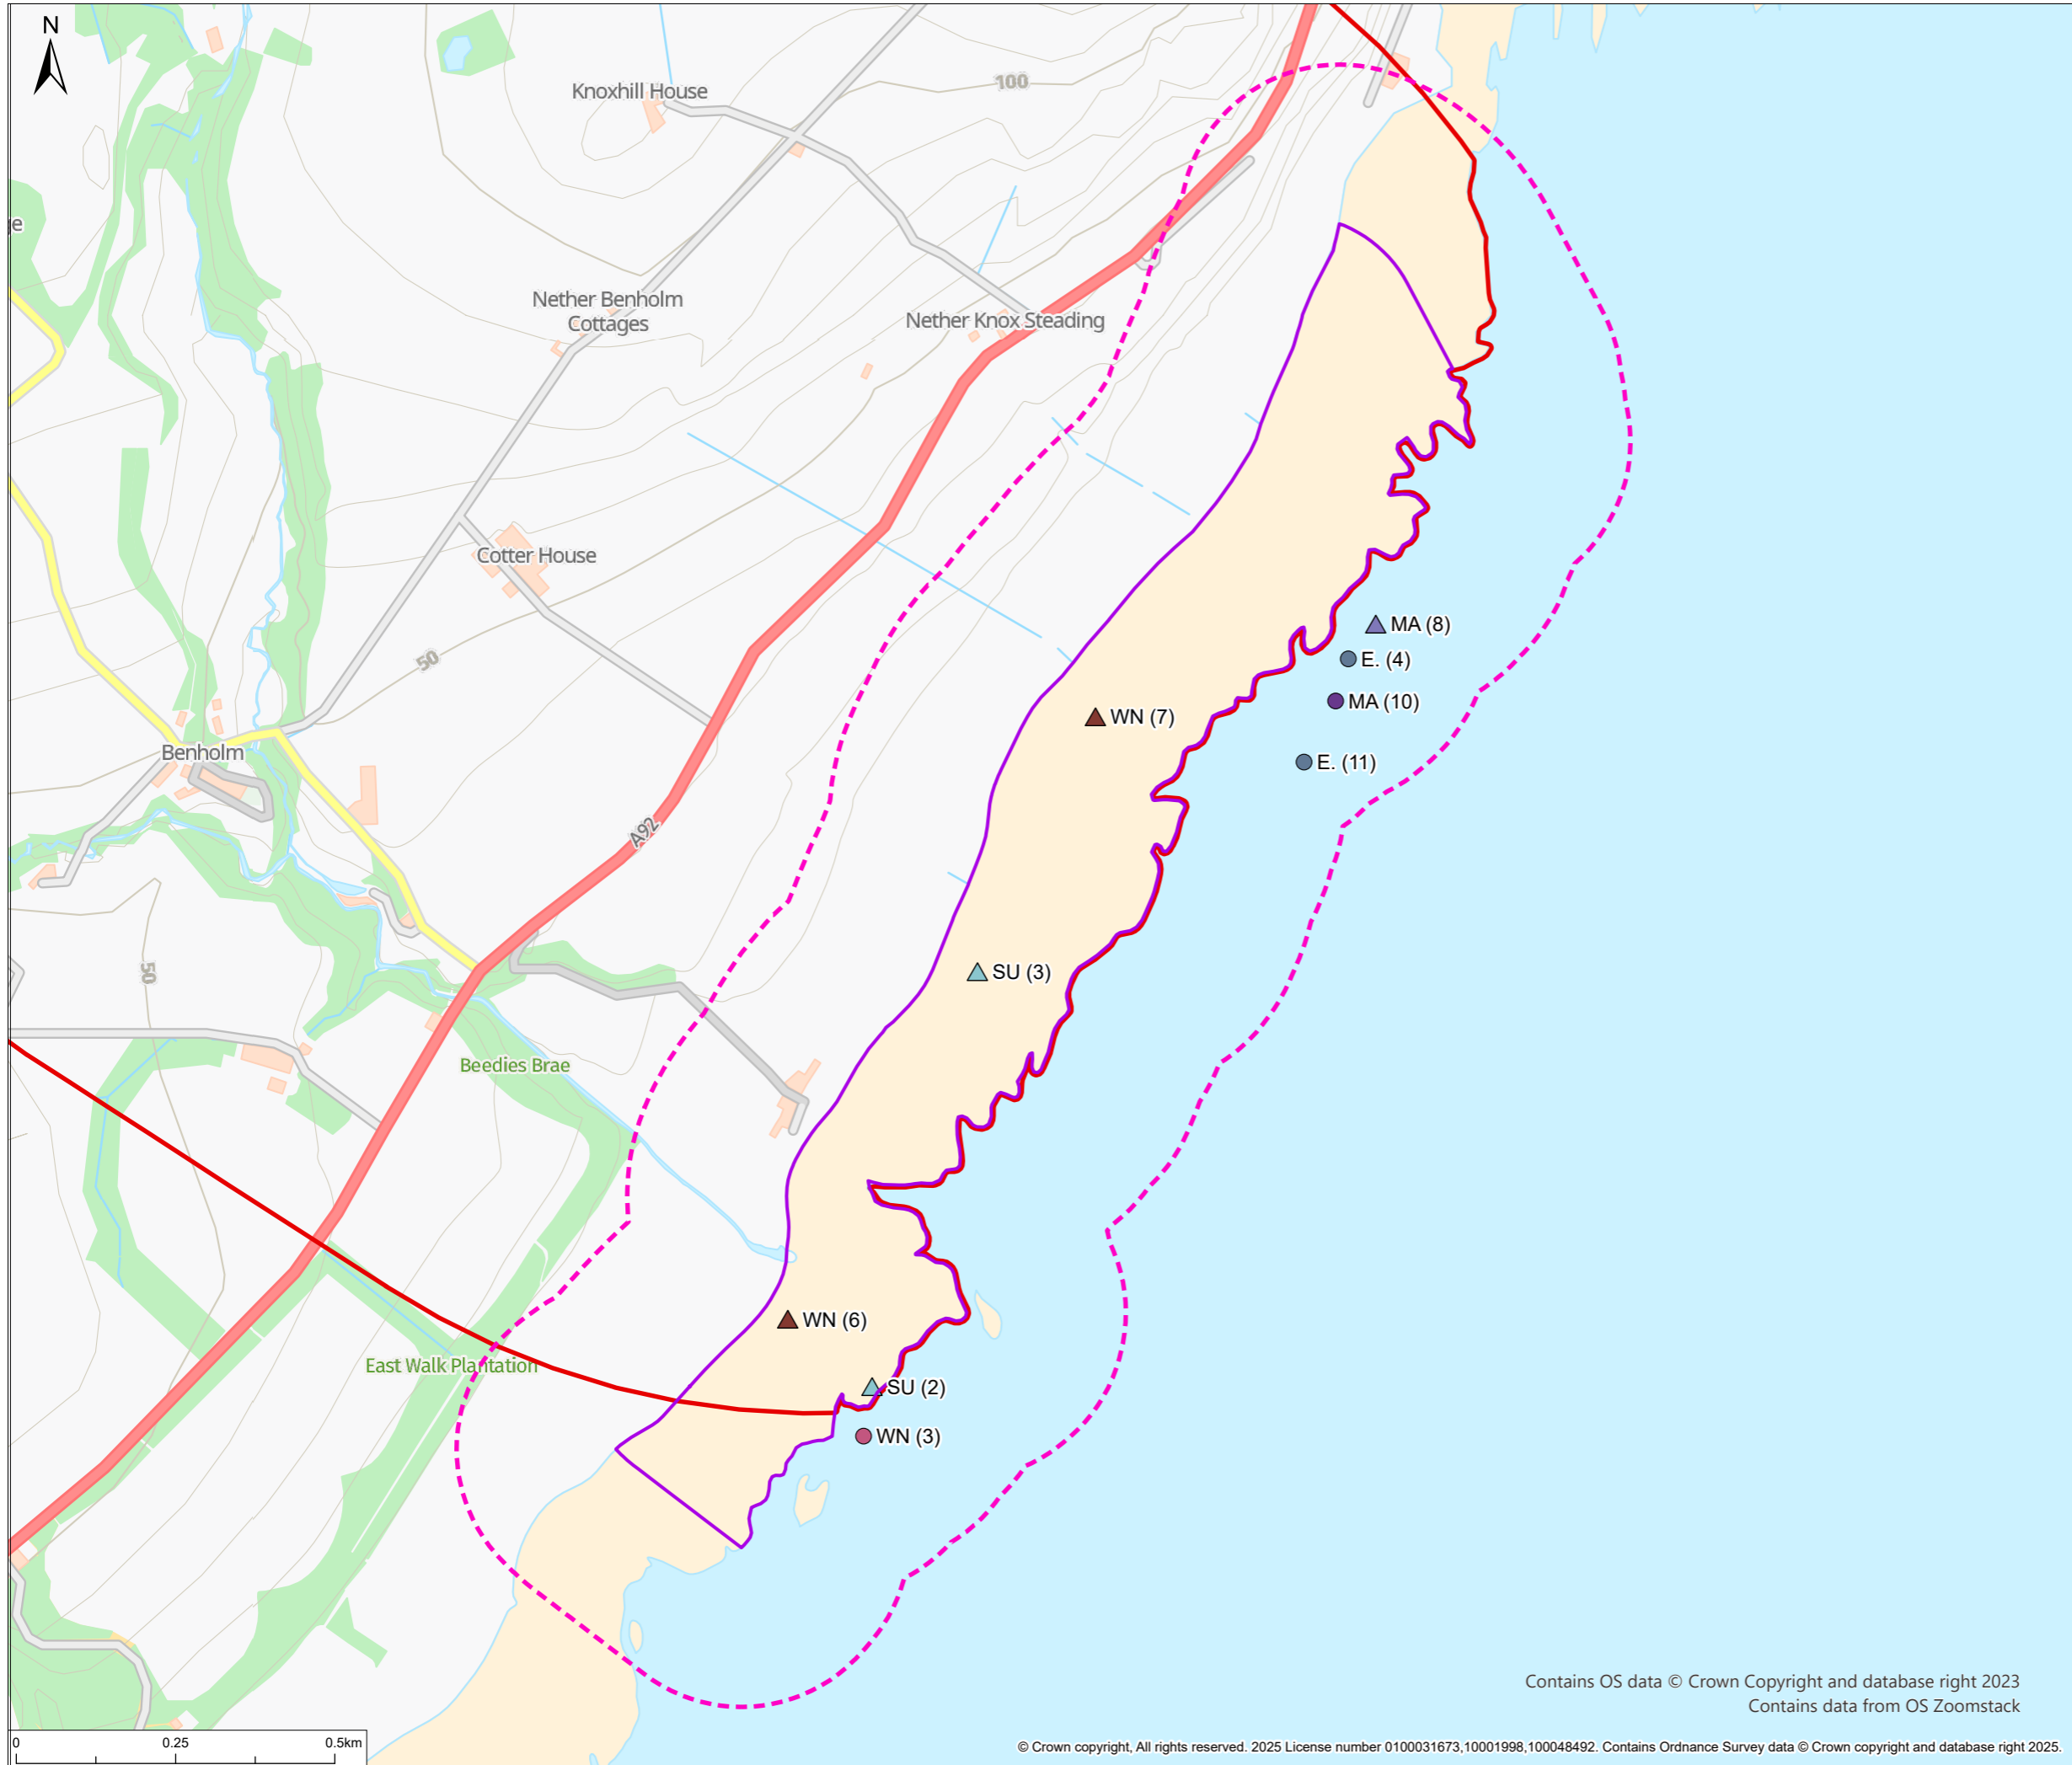 N
Knoxhill House
100
ge
Nether Benholm
Cottages
Nether Knox Steading
Cotter House
MA (8)
50
E. (4)
MA (10)
WN (7)
Benholm
E. (11)
A92
50
SU (3)
Beedies Brae
WN (6)
East Walk Plantation
SU (2)
WN (3)
Contains OS data © Crown Copyright and database right 2023
Contains data from OS Zoomstack
0 0.25 0.5km
© Crown copyright, All rights reserved. 2025 License number 0100031673,10001998,100048492. Contains Ordnance Survey data © Crown copyright and database right 2025.